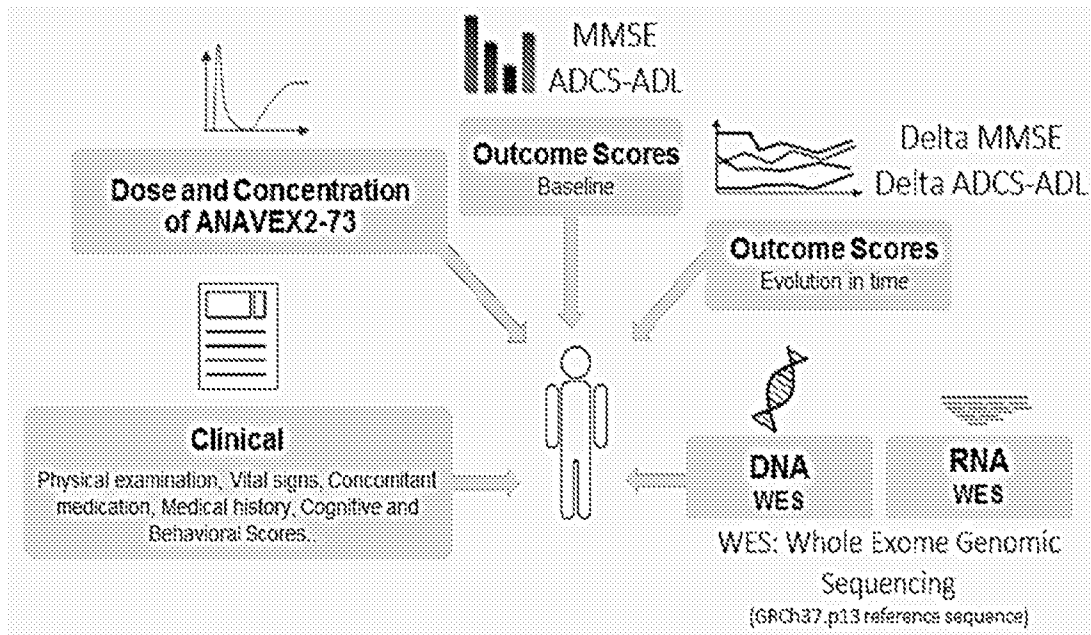 MMSE
ADCS-ADL
Outcome Scores
Baseline
Delta MMSE
Delta ADCS-ADL
Dose and Concentration
of ANAVEX2-73
Outcome Scores
Evolution in time
Clinical
Physical examination, Vital signs, Concomitant
medication, Medical history, Cognitive and
Behavioral Scores..
DNA
WES
RNA
WES
WES: Whole Exome Genomic
Sequencing
(GRCh37.p13 reference sequence)